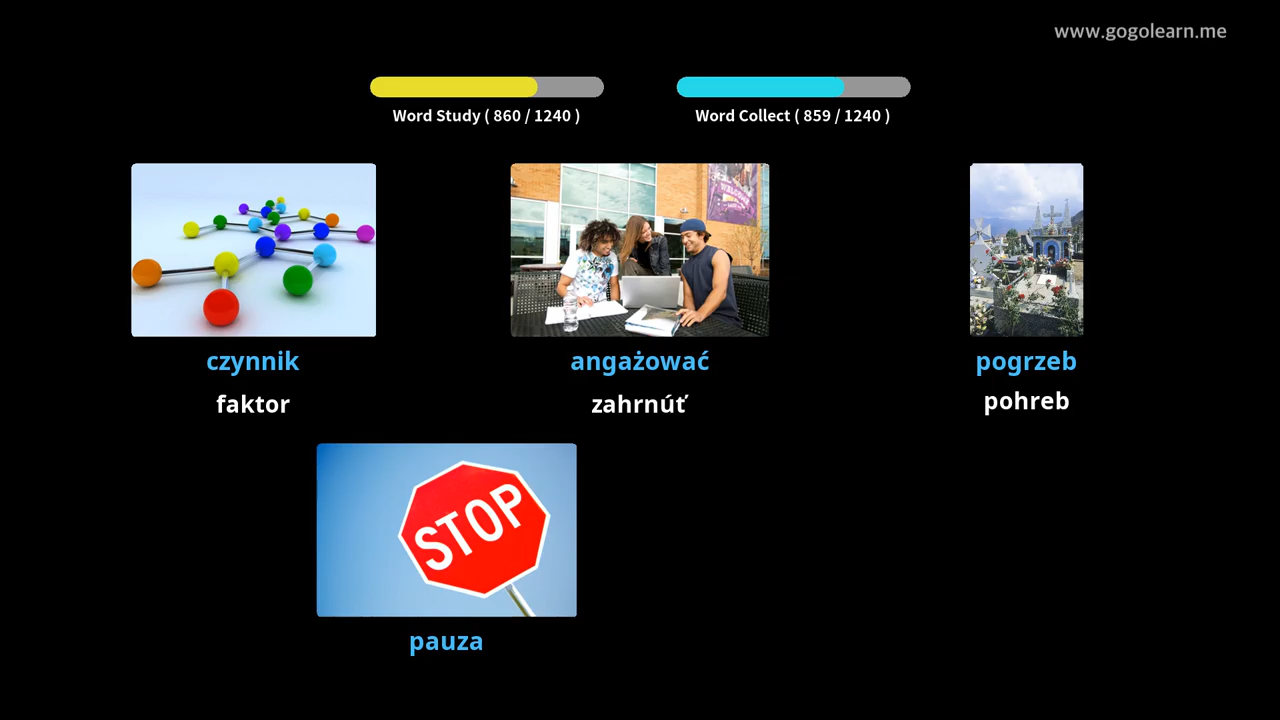 www.gogolearn.me
Word Study ( 860 / 1240 )
Word Collect ( 859 / 1240 )
WELCOME
czynnik
angażować
pogrzeb
faktor
zahrnúť
pohreb
STOP
pauza